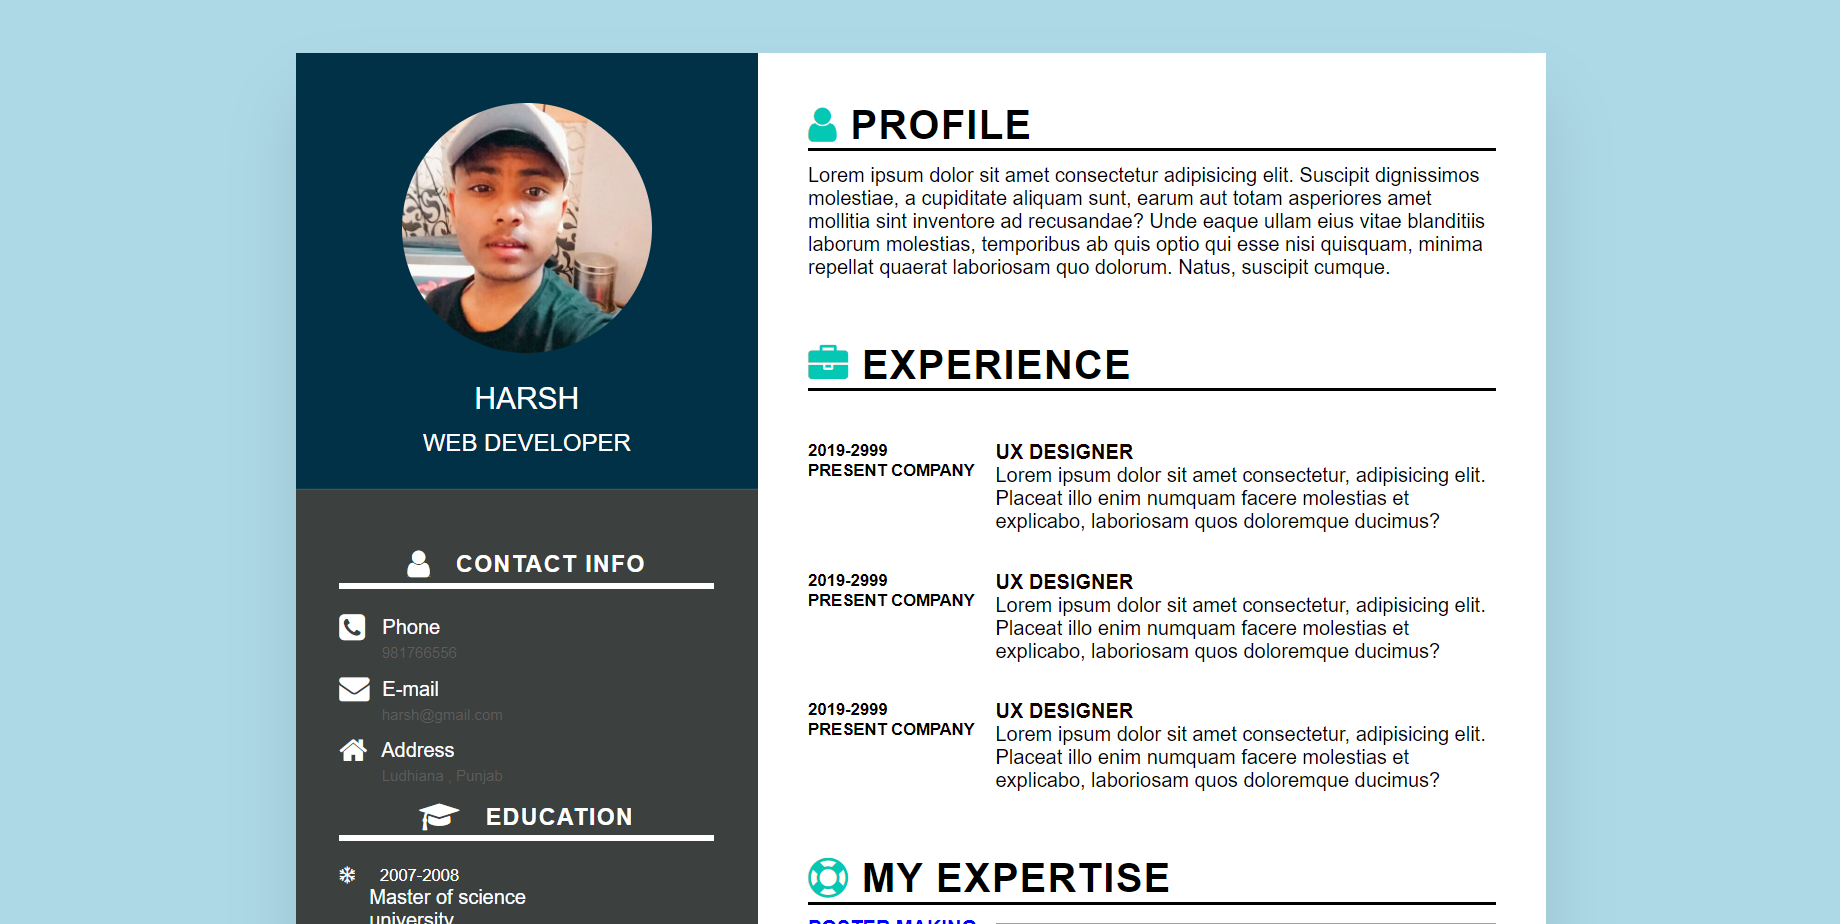 HARSH
WEB DEVELOPER
CONTACT INFO
Phone
981766556
E-mail
harsh@gmail.com
Address
Ludhiana , Punjab
EDUCATION
2007-2008
Master of science
university
PROFILE
Lorem ipsum dolor sit amet consectetur adipisicing elit. Suscipit dignissimos
molestiae, a cupiditate aliquam sunt, earum aut totam asperiores amet
mollitia sint inventore ad recusandae? Unde eaque ullam eius vitae blanditiis
laborum molestias, temporibus ab quis optio qui esse nisi quisquam, minima
repellat quaerat laboriosam quo dolorum. Natus, suscipit cumque.
EXPERIENCE
2019-2999
PRESENT COMPANY
UX DESIGNER
Lorem ipsum dolor sit amet consectetur, adipisicing elit.
Placeat illo enim numquam facere molestias et
explicabo, laboriosam quos doloremque ducimus?
2019-2999
PRESENT COMPANY
UX DESIGNER
Lorem ipsum dolor sit amet consectetur, adipisicing elit.
Placeat illo enim numquam facere molestias et
explicabo, laboriosam quos doloremque ducimus?
2019-2999
PRESENT COMPANY
UX DESIGNER
Lorem ipsum dolor sit amet consectetur, adipisicing elit.
Placeat illo enim numquam facere molestias et
explicabo, laboriosam quos doloremque ducimus?
MY EXPERTISE
POSTER MAKING